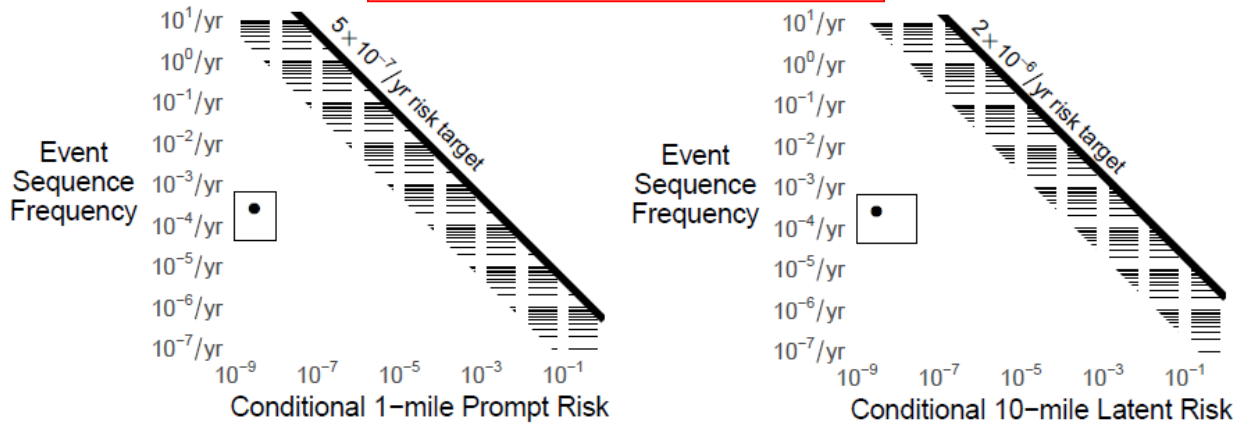 10¹/yr
10⁰/yr
10⁻¹/yr
10⁻²/yr
10⁻³/yr
10⁻⁴/yr
10⁻⁵/yr
10⁻⁶/yr
10⁻⁷/yr
Event
Sequence
Frequency
5×10⁻⁷/yr risk target
10⁻⁹
10⁻⁷
10⁻⁵
10⁻³
10⁻¹
Conditional 1−mile Prompt Risk
10¹/yr
10⁰/yr
10⁻¹/yr
10⁻²/yr
10⁻³/yr
10⁻⁴/yr
10⁻⁵/yr
10⁻⁶/yr
10⁻⁷/yr
Event
Sequence
Frequency
2×10⁻⁶/yr risk target
10⁻⁹
10⁻⁷
10⁻⁵
10⁻³
10⁻¹
Conditional 10−mile Latent Risk